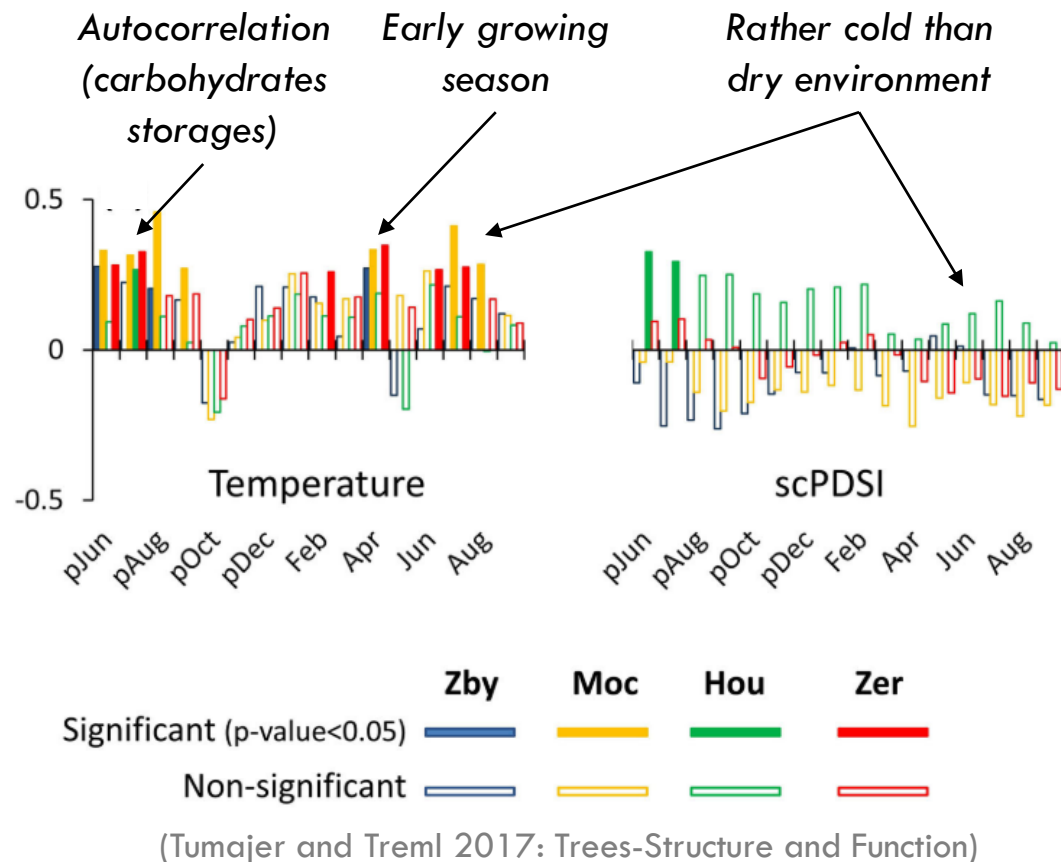 Autocorrelation
(carbohydrates
storages)
Early growing
season
Rather cold than
dry environment
0.5
0
-0.5
Temperature
pJun
pAug
pOct
pDec
Feb
Apr
Jun
Aug
0
scPDSI
pJun
pAug
pOct
pDec
Feb
Apr
Jun
Aug
Zby Moc Hou Zer
Significant (p-value<0.05)
Non-significant
(Tumajer and Treml 2017: Trees-Structure and Function)